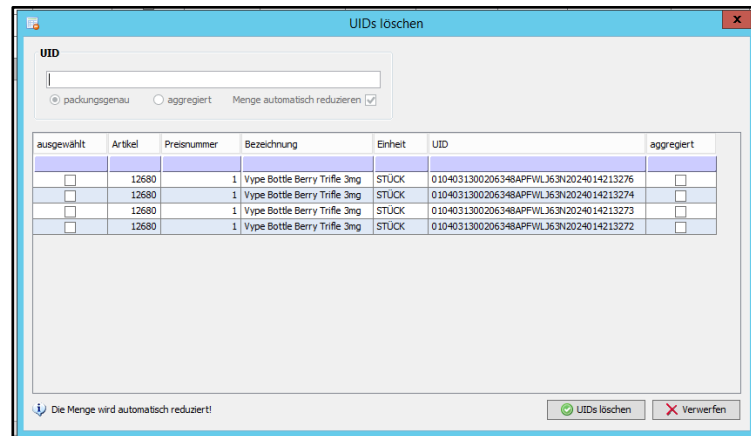 UIDs löschen
x
UID
packungsgenau aggregiert Menge automatisch reduzieren
ausgewählt Artikel Preisnummer Bezeichnung Einheit UID aggregiert
12680 1 Vype Bottle Berry Trifle 3mg STÜCK 0104031300206348APFWLJ63N2024014213276
12680 1 Vype Bottle Berry Trifle 3mg STÜCK 0104031300206348APFWLJ63N2024014213274
12680 1 Vype Bottle Berry Trifle 3mg STÜCK 0104031300206348APFWLJ63N2024014213273
12680 1 Vype Bottle Berry Trifle 3mg STÜCK 0104031300206348APFWLJ63N2024014213272
Die Menge wird automatisch reduziert! UIDs löschen Verwerfen